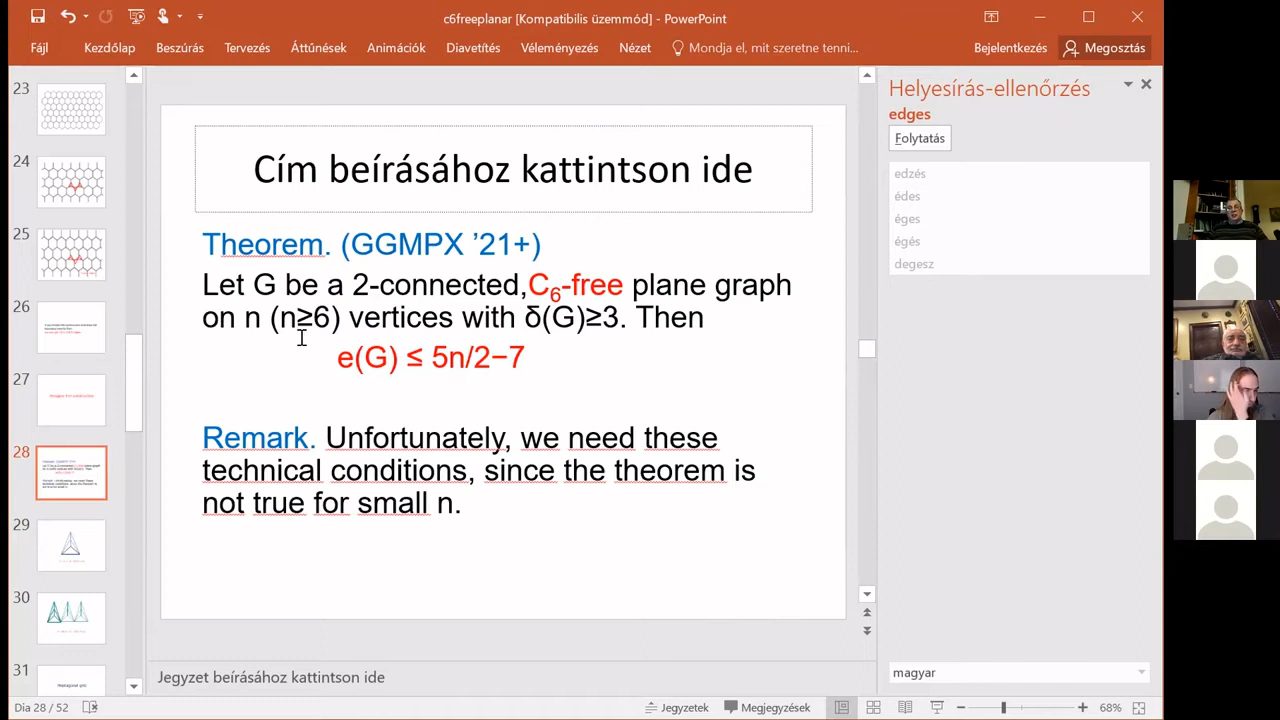 c6freeplanar [Kompatibilis üzemmód] - PowerPoint
Fájl Kezdőlap Beszúrás Tervezés Áttűnések Animációk Diavetítés Véleményezés Nézet Mondja el, mit szeretne tenni... Bejelentkezés Megosztás
23
24
25
26
27
28
29
30
31
Cím beírásához kattintson ide
Theorem. (GGMPX ’21+)
Let G be a 2-connected,C₆-free plane graph
on n (n≥6) vertices with δ(G)≥3. Then
e(G) ≤ 5n/2−7
Remark. Unfortunately, we need these
technical conditions, since the theorem is
not true for small n.
Helyesírás-ellenőrzés
edges
Folytatás
edzés
édes
éges
égés
degesz
magyar
Jegyzet beírásához kattintson ide
Dia 28 / 52 Jegyzetek Megjegyzések 68%